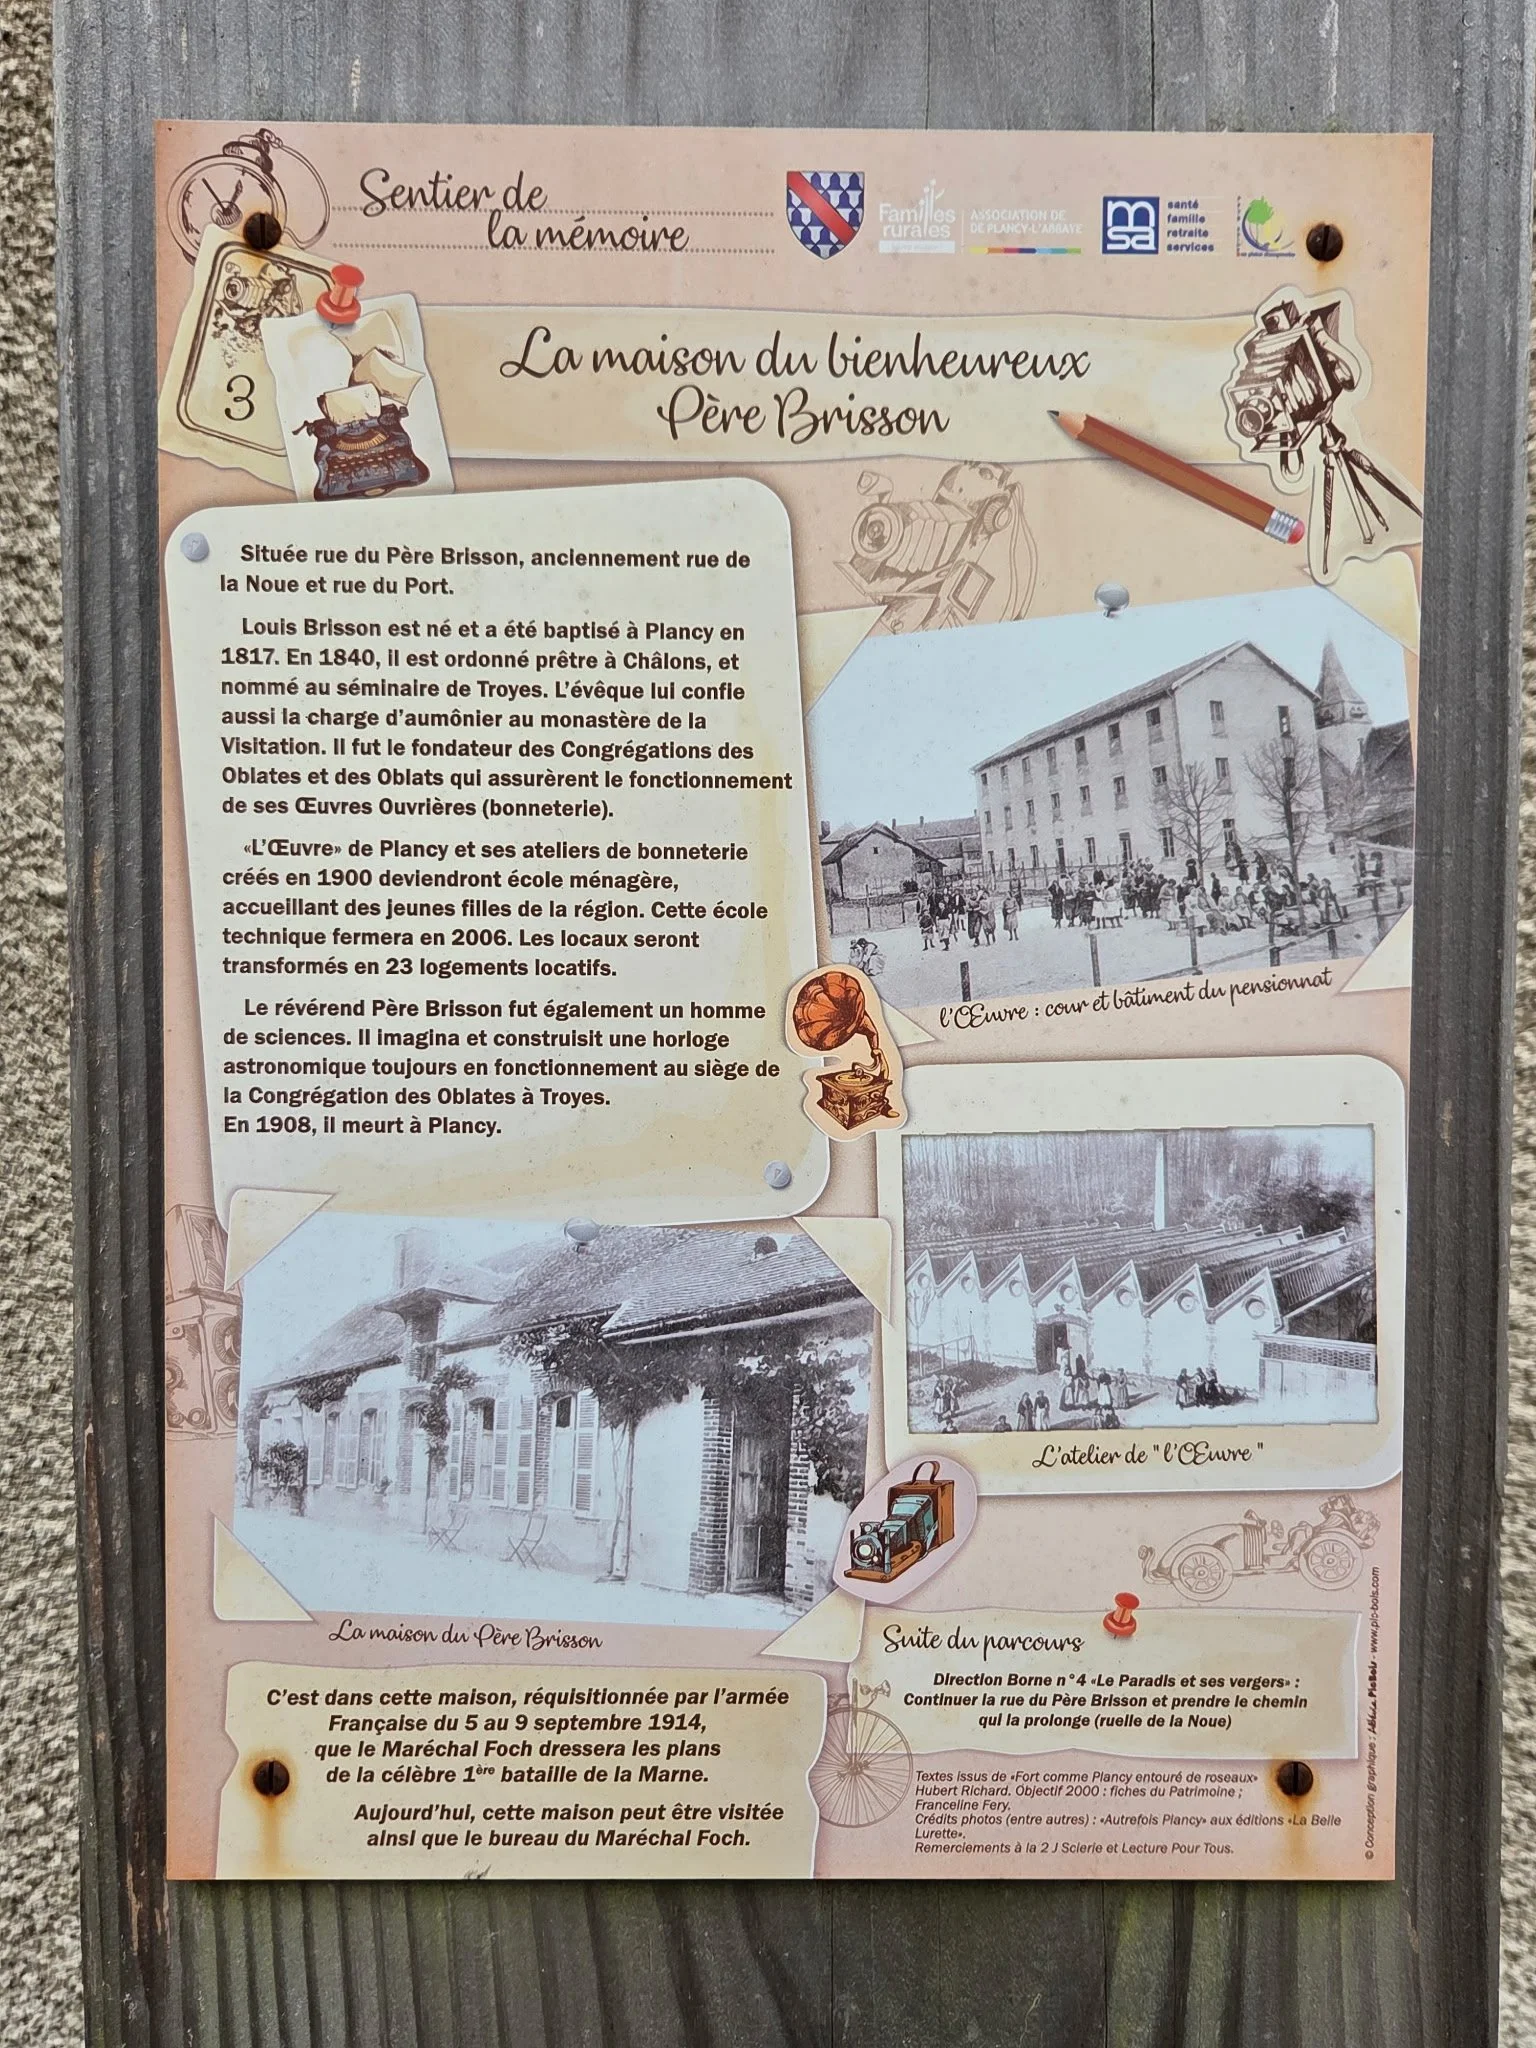 Sentier de
la mémoire
Familles
rurales
ASSOCIATION DE
DE PLANCY-L'ABBAYE
msa
santé
famille
retraite
services
3
La maison du bienheureux
Père Brisson
Située rue du Père Brisson, anciennement rue de
la Noue et rue du Port.
Louis Brisson est né et a été baptisé à Plancy en
1817. En 1840, il est ordonné prêtre à Châlons, et
nommé au séminaire de Troyes. L'évêque lui confie
aussi la charge d'aumônier au monastère de la
Visitation. Il fut le fondateur des Congrégations des
Oblates et des Oblats qui assurèrent le fonctionnement
de ses Œuvres Ouvrières (bonneterie).
«L'Œuvre» de Plancy et ses ateliers de bonneterie
créés en 1900 deviendront école ménagère,
accueillant des jeunes filles de la région. Cette école
technique fermera en 2006. Les locaux seront
transformés en 23 logements locatifs.
Le révérend Père Brisson fut également un homme
de sciences. Il imagina et construisit une horloge
astronomique toujours en fonctionnement au siège de
la Congrégation des Oblates à Troyes.
En 1908, il meurt à Plancy.
l'Œuvre : cour et bâtiment du pensionnat
L'atelier de "l'Œuvre"
La maison du Père Brisson
C'est dans cette maison, réquisitionnée par l'armée
Française du 5 au 9 septembre 1914,
que le Maréchal Foch dressera les plans
de la célèbre 1ère bataille de la Marne.
Aujourd'hui, cette maison peut être visitée
ainsi que le bureau du Maréchal Foch.
Suite du parcours
Direction Borne n°4 «Le Paradis et ses vergers» :
Continuer la rue du Père Brisson et prendre le chemin
qui la prolonge (ruelle de la Noue)
Textes issus de «Fort comme Plancy entouré de roseaux»
Hubert Richard. Objectif 2000 : fiches du Patrimoine ;
Franceline Fery.
Crédits photos (entre autres) : «Autrefois Plancy» aux éditions «La Belle
Lurette».
Remerciements à la 2 J Scierie et Lecture Pour Tous.
© Conception graphique : - www.pic-bois.com